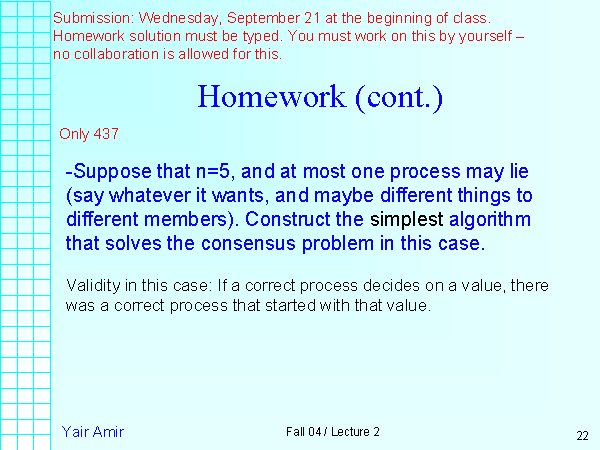 Submission: Wednesday, September 21 at the beginning of class.
Homework solution must be typed. You must work on this by yourself –
no collaboration is allowed for this.
Homework (cont.)
Only 437
-Suppose that n=5, and at most one process may lie
(say whatever it wants, and maybe different things to
different members). Construct the simplest algorithm
that solves the consensus problem in this case.
Validity in this case: If a correct process decides on a value, there
was a correct process that started with that value.
Yair Amir
Fall 04 / Lecture 2
22